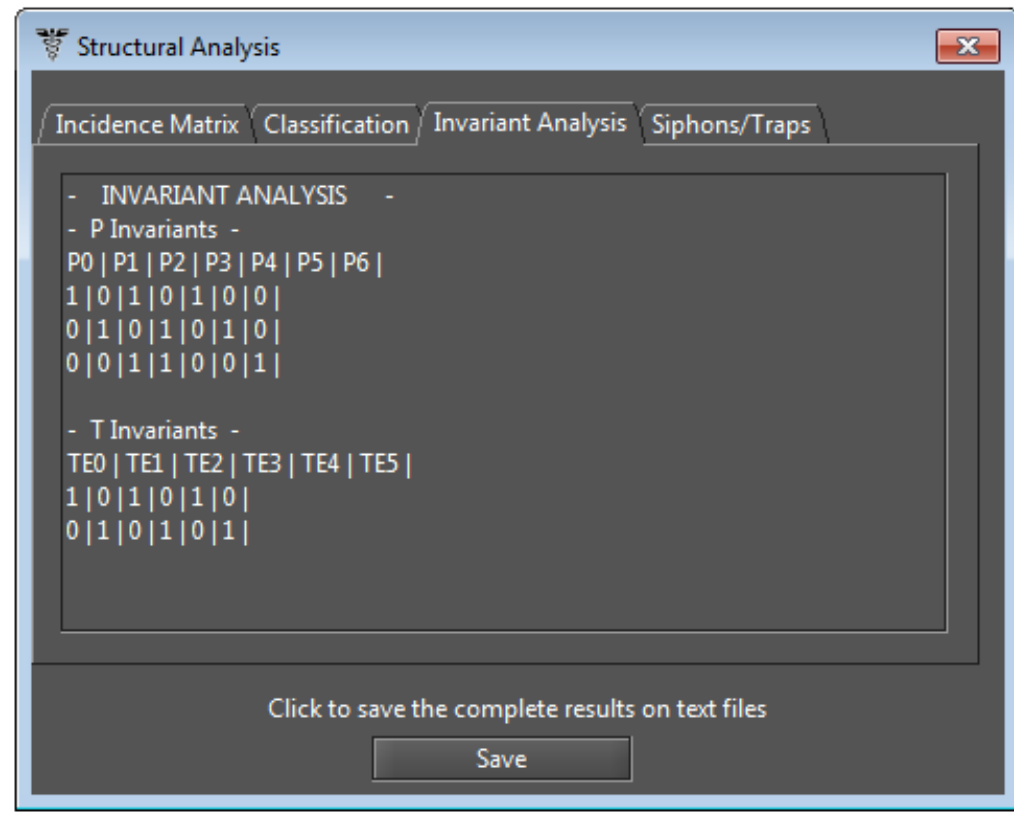 Structural Analysis
Incidence Matrix Classification Invariant Analysis Siphons/Traps
- INVARIANT ANALYSIS -
- P Invariants -
P0 | P1 | P2 | P3 | P4 | P5 | P6 |
1 | 0 | 1 | 0 | 1 | 0 | 0 |
0 | 1 | 0 | 1 | 0 | 1 | 0 |
0 | 0 | 1 | 1 | 0 | 0 | 1 |
- T Invariants -
TE0 | TE1 | TE2 | TE3 | TE4 | TE5 |
1 | 0 | 1 | 0 | 1 | 0 |
0 | 1 | 0 | 1 | 0 | 1 |
Click to save the complete results on text files
Save